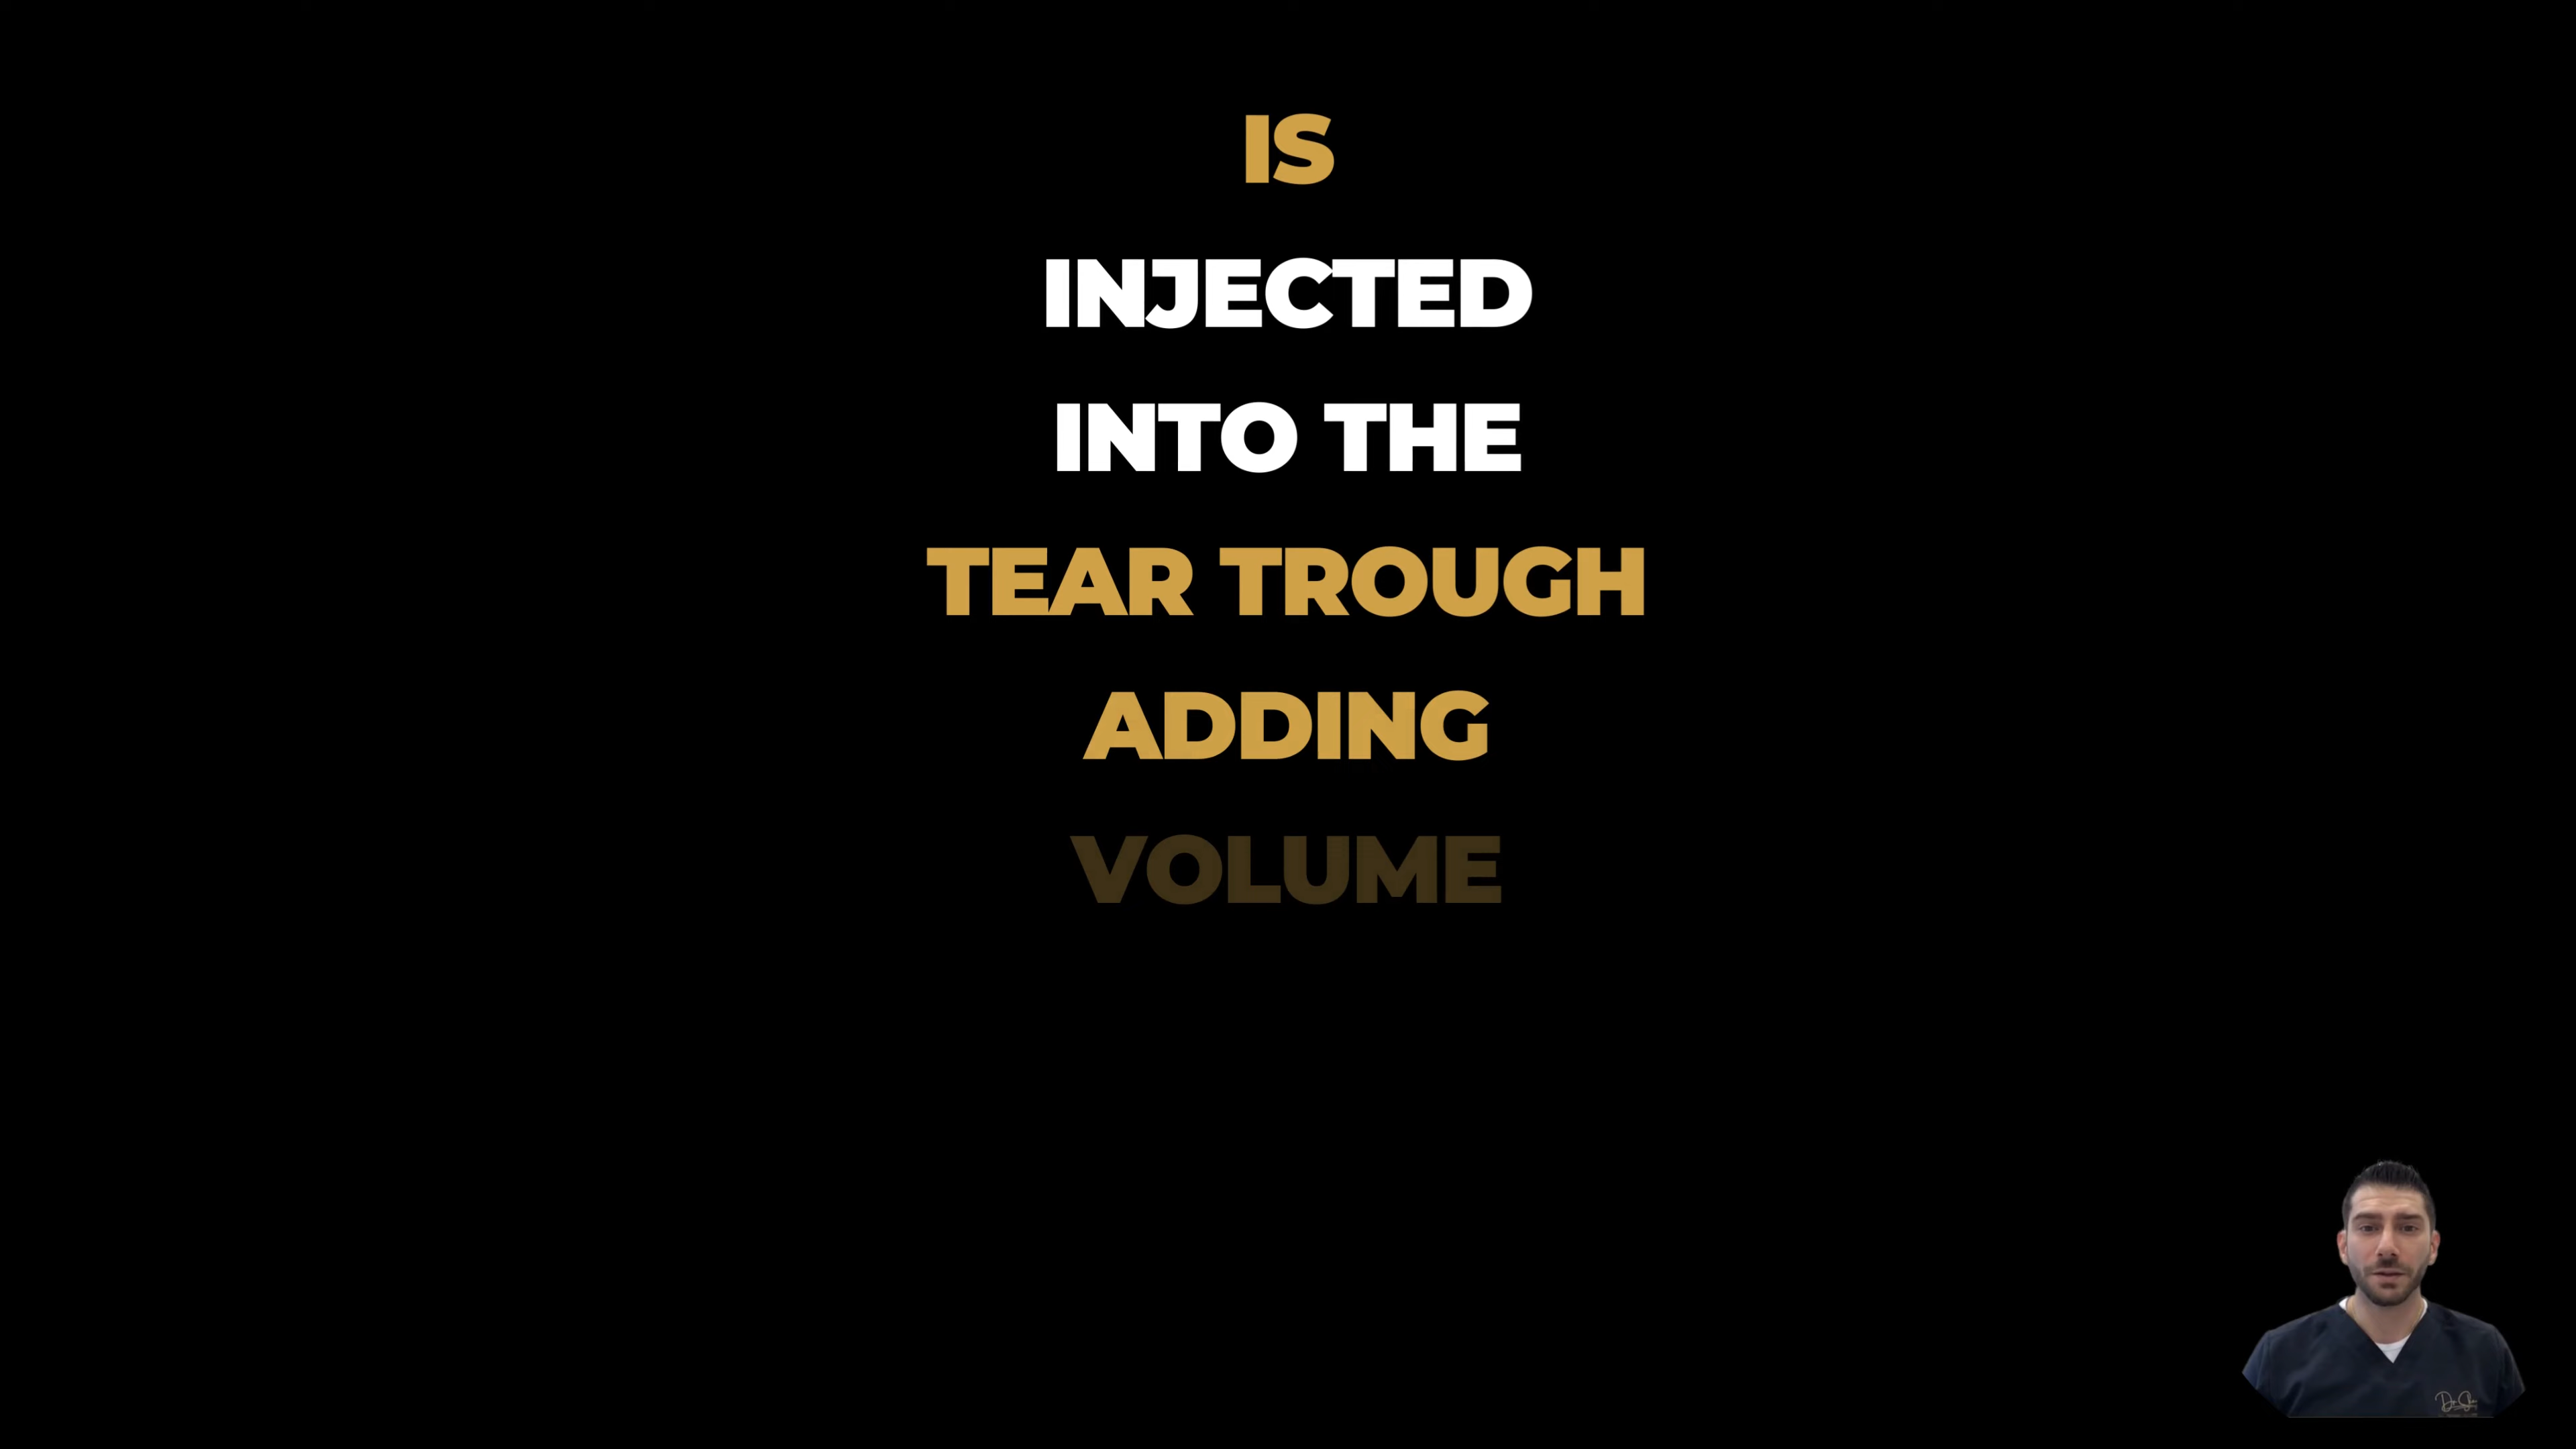 IS
INJECTED
INTO THE
TEAR TROUGH
ADDING
VOLUME